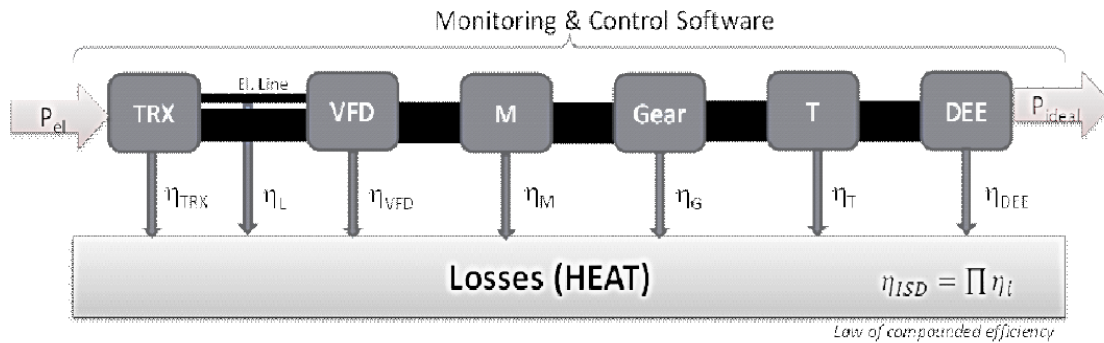 Monitoring & Control Software
El. Line
P_el TRX VFD M Gear T DEE P_ideal
η_TRX η_L η_VFD η_M η_G η_T η_DEE
Losses (HEAT) η_ISD = ∏ η_i
Law of compounded efficiency